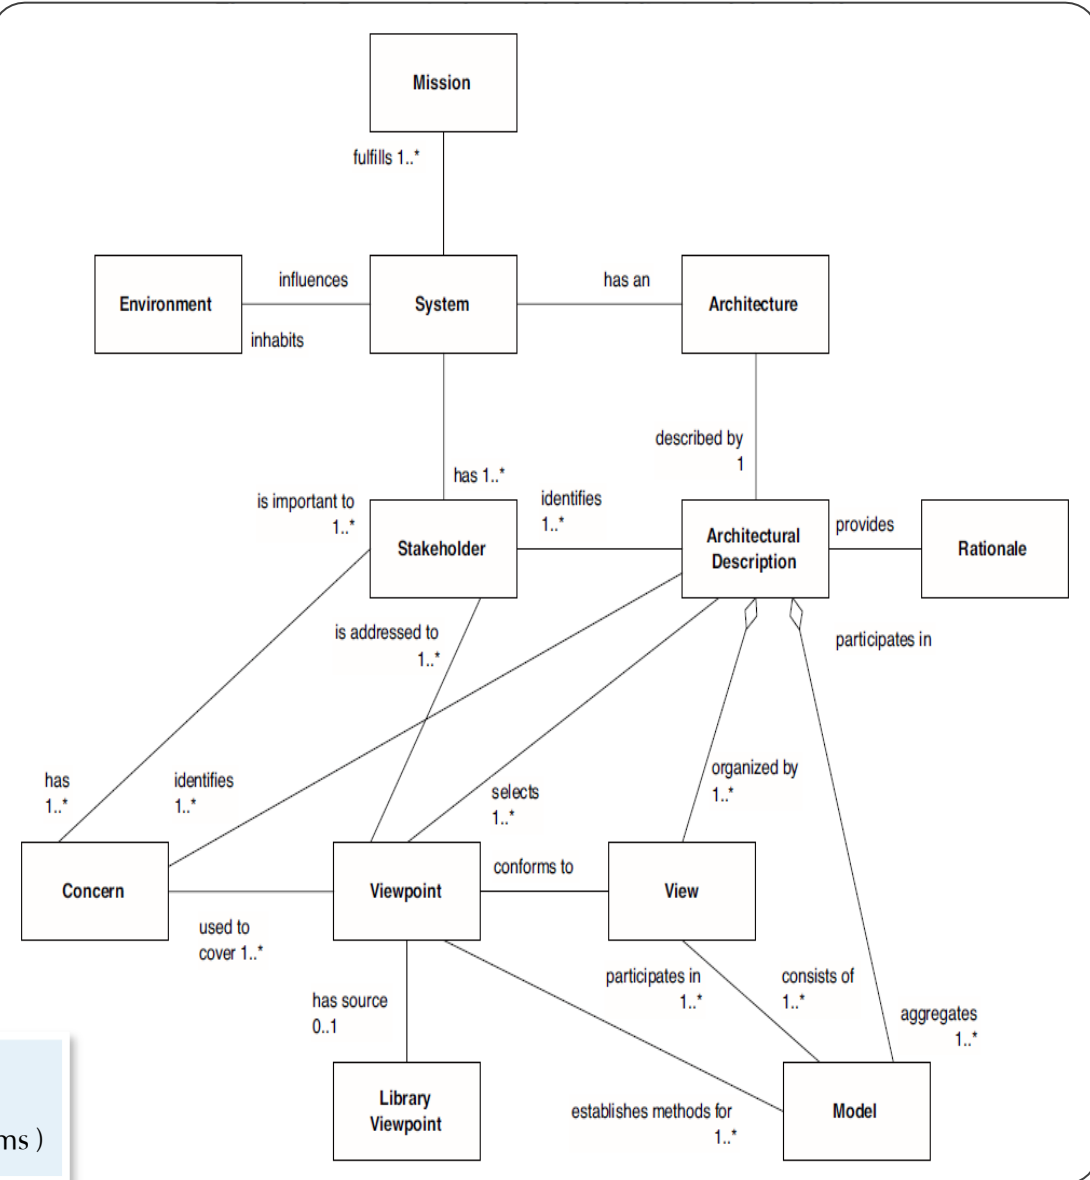 Mission
fulfills 1..*
influences
has an
Environment
System
Architecture
inhabits
described by
1
has 1..*
is important to
1..*
identifies
1..*
provides
Stakeholder
Architectural
Description
Rationale
is addressed to
1..*
participates in
has
1..*
identifies
1..*
selects
1..*
organized by
1..*
conforms to
Concern
Viewpoint
View
used to
cover 1..*
participates in
1..*
consists of
1..*
has source
0..1
aggregates
1..*
Library
Viewpoint
establishes methods for
1..*
Model
ms )